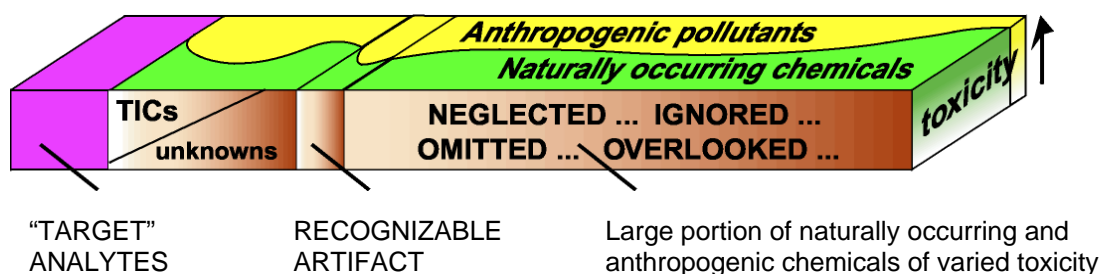 Anthropogenic pollutants
Naturally occurring chemicals
toxicity
TICs
unknowns
NEGLECTED ... IGNORED ...
OMITTED ... OVERLOOKED ...
“TARGET”
ANALYTES
RECOGNIZABLE
ARTIFACT
Large portion of naturally occurring and
anthropogenic chemicals of varied toxicity